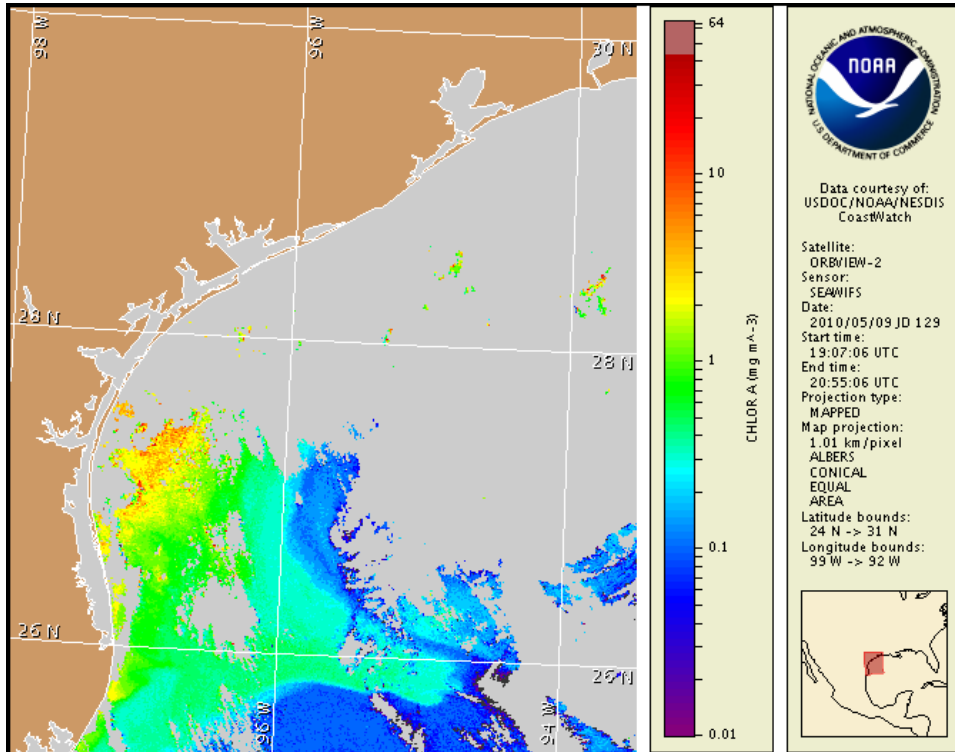 98 W
96 W
30 N
28 N
28 N
26 N
26 N
96 W
94 W
64
10
1
0.1
0.01
CHLOR A (mg m^-3)
NATIONAL OCEANIC AND ATMOSPHERIC ADMINISTRATION
NOAA
U.S. DEPARTMENT OF COMMERCE
Data courtesy of:
USDOC/NOAA/NESDIS
CoastWatch
Satellite:
ORBVIEW-2
Sensor:
SEAWIFS
Date:
2010/05/09 JD 129
Start time:
19:07:06 UTC
End time:
20:55:06 UTC
Projection type:
MAPPED
Map projection:
1.01 km/pixel
ALBERS
CONICAL
EQUAL
AREA
Latitude bounds:
24 N -> 31 N
Longitude bounds:
99 W -> 92 W